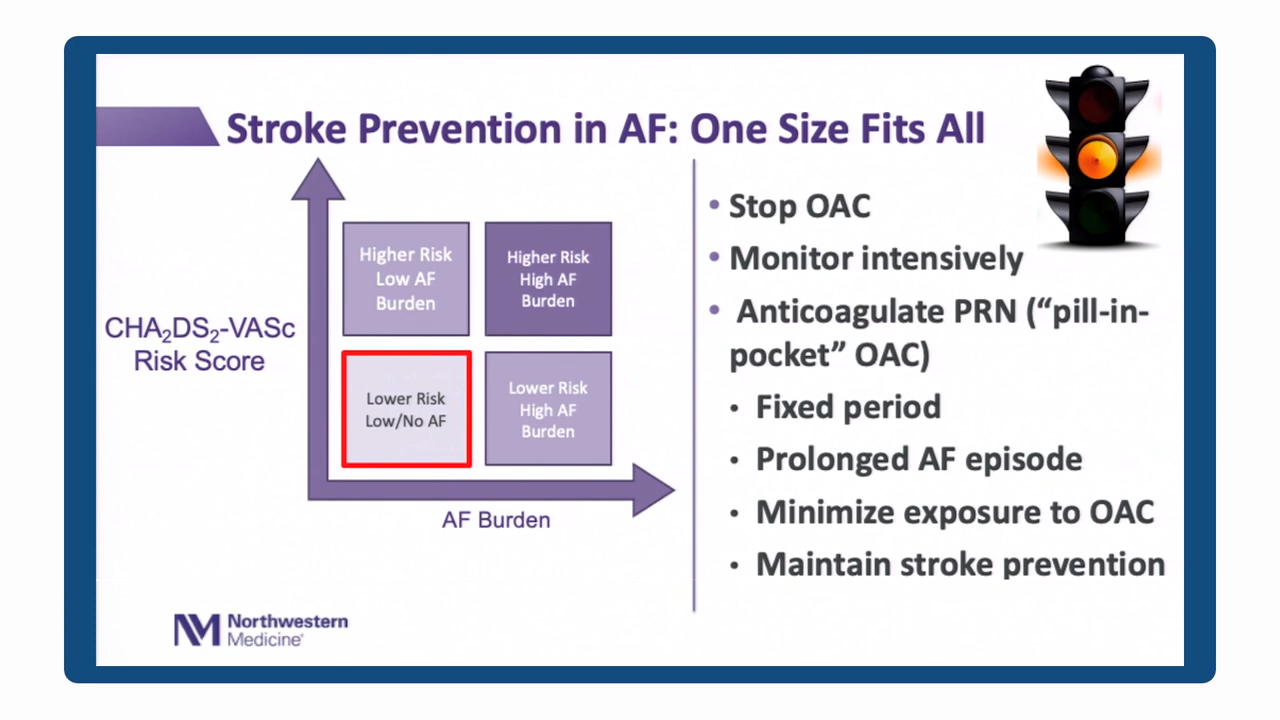 Stroke Prevention in AF: One Size Fits All
CHA₂DS₂-VASc
Risk Score
Higher Risk
Low AF
Burden
Higher Risk
High AF
Burden
Lower Risk
Low/No AF
Lower Risk
High AF
Burden
AF Burden
• Stop OAC
• Monitor intensively
• Anticoagulate PRN (“pill-in-
pocket” OAC)
• Fixed period
• Prolonged AF episode
• Minimize exposure to OAC
• Maintain stroke prevention
NM Northwestern
Medicine®